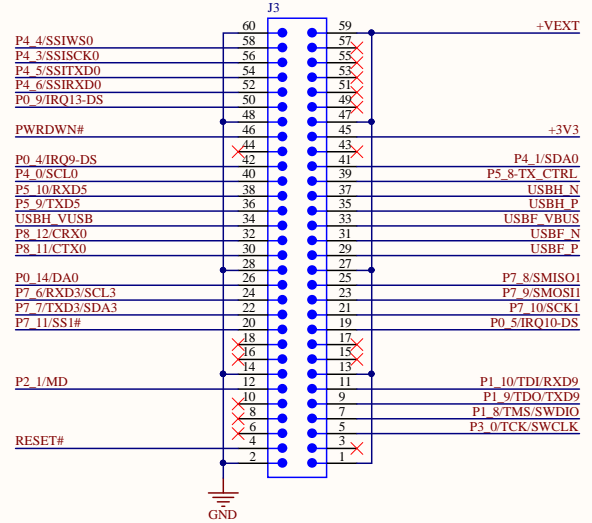 J3
60 59 +VEXT
P4_4/SSIWS0 58 57
P4_3/SSISCK0 56 55
P4_5/SSITXD0 54 53
P4_6/SSIRXD0 52 51
P0_9/IRQ13-DS 50 49
48 47
PWRDWN# 46 45 +3V3
44 43
P0_4/IRQ9-DS 42 41 P4_1/SDA0
P4_0/SCL0 40 39 P5_8-TX_CTRL
P5_10/RXD5 38 37 USBH_N
P5_9/TXD5 36 35 USBH_P
USBH_VUSB 34 33 USBF_VBUS
P8_12/CRX0 32 31 USBF_N
P8_11/CTX0 30 29 USBF_P
28 27
P0_14/DA0 26 25 P7_8/SMISO1
P7_6/RXD3/SCL3 24 23 P7_9/SMOSI1
P7_7/TXD3/SDA3 22 21 P7_10/SCK1
P7_11/SS1# 20 19 P0_5/IRQ10-DS
18 17
16 15
14 13
P2_1/MD 12 11 P1_10/TDI/RXD9
10 9 P1_9/TDO/TXD9
8 7 P1_8/TMS/SWDIO
6 5 P3_0/TCK/SWCLK
RESET# 4 3
2 1
GND